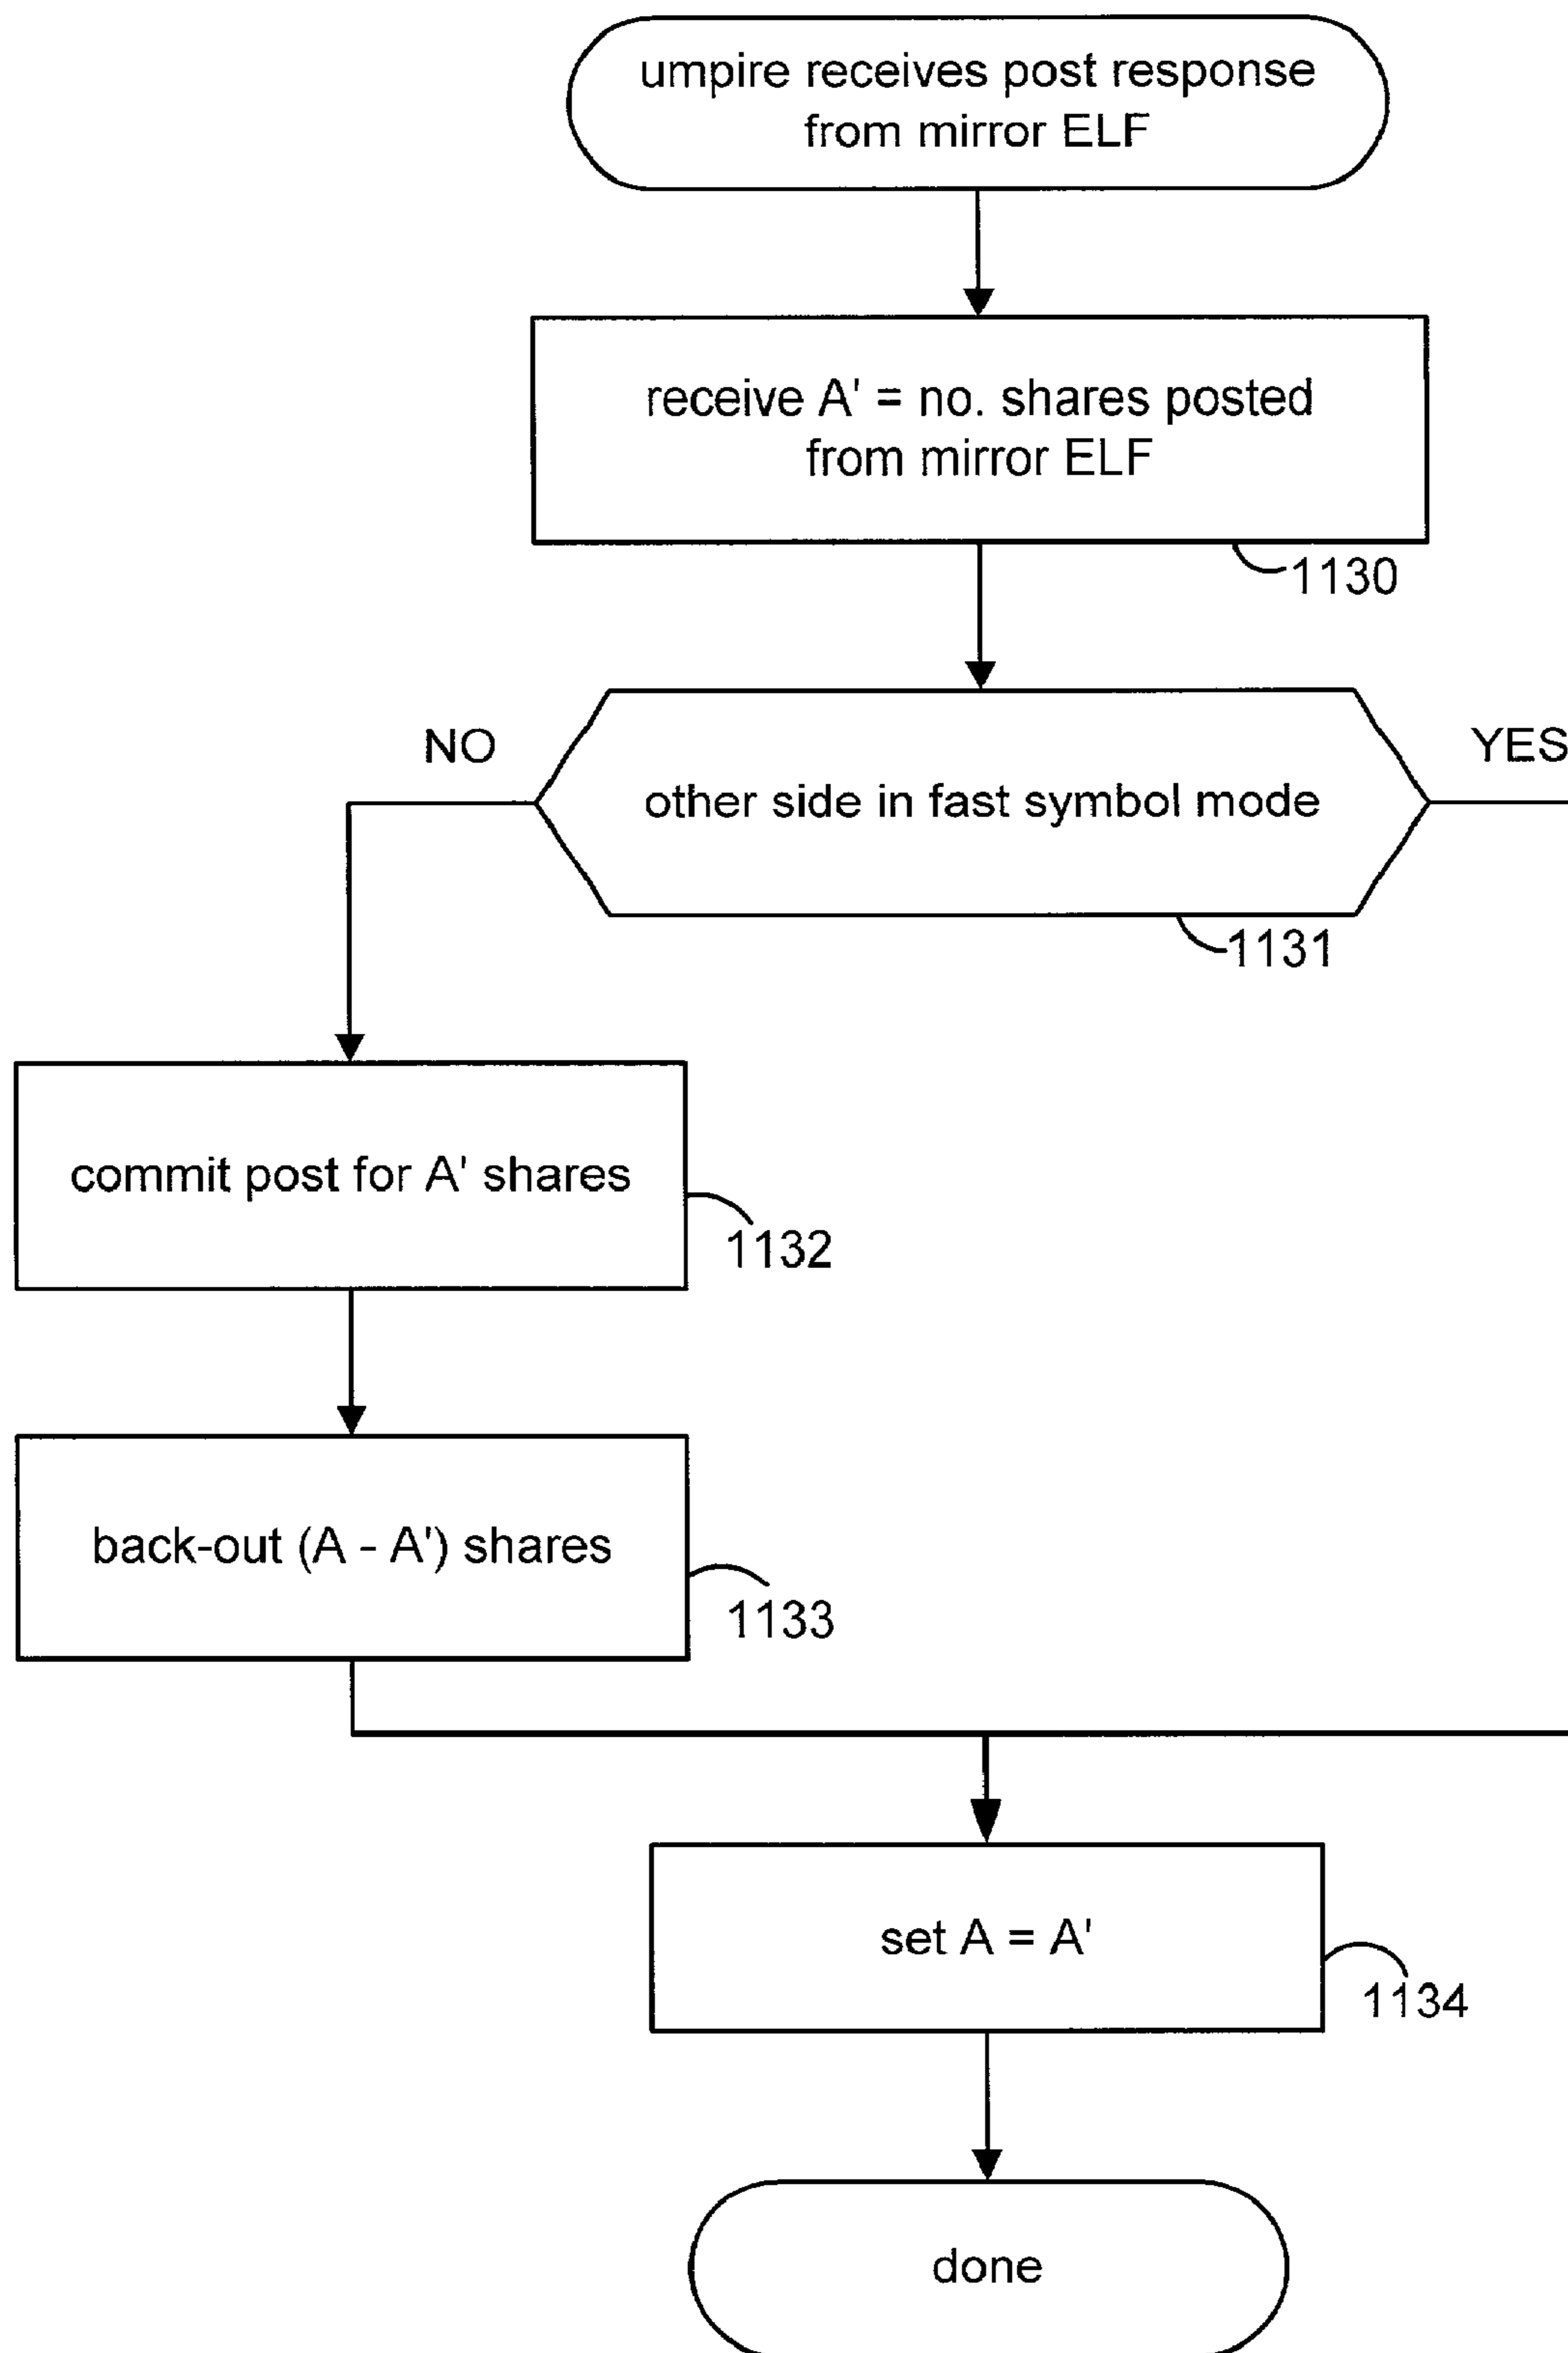 umpire receives post response
from mirror ELF
receive A' = no. shares posted
from mirror ELF
1130
NO
YES
other side in fast symbol mode
1131
commit post for A' shares
1132
back-out (A - A') shares
1133
set A = A'
1134
done